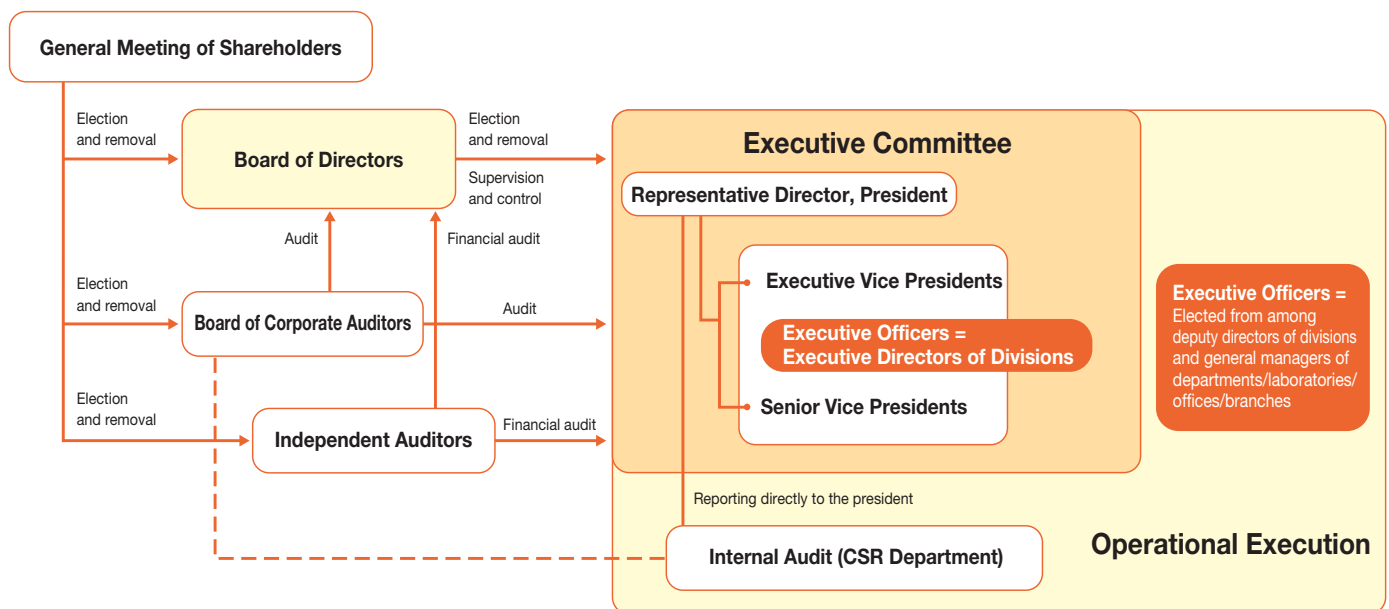 General Meeting of Shareholders
Election
and removal
Board of Directors
Election
and removal
Supervision
and control
Executive Committee
Representative Director, President
Audit
Financial audit
Executive Vice Presidents
Executive Officers =
Executive Directors of Divisions
Senior Vice Presidents
Executive Officers =
Elected from among
deputy directors of divisions
and general managers of
departments/laboratories/
offices/branches
Election
and removal
Board of Corporate Auditors
Audit
Election
and removal
Independent Auditors
Financial audit
Reporting directly to the president
Internal Audit (CSR Department)
Operational Execution